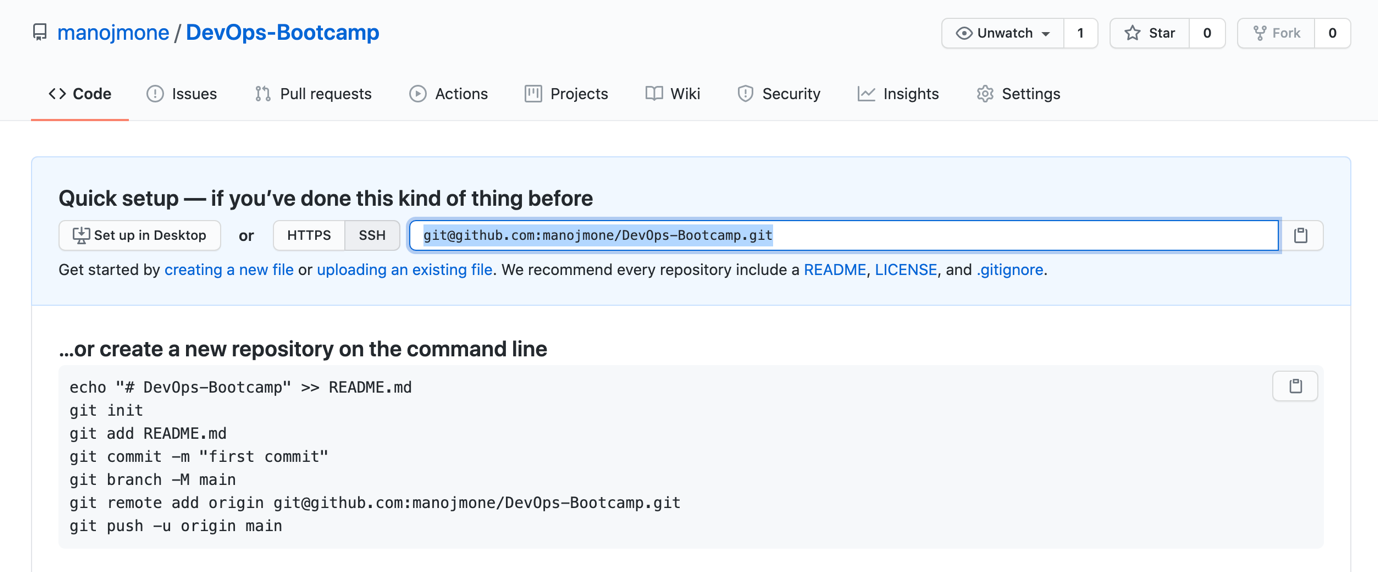 manojmone / DevOps-Bootcamp
Unwatch 1 Star 0 Fork 0
Code Issues Pull requests Actions Projects Wiki Security Insights Settings
Quick setup — if you’ve done this kind of thing before
Set up in Desktop or HTTPS SSH git@github.com:manojmone/DevOps-Bootcamp.git
Get started by creating a new file or uploading an existing file. We recommend every repository include a README, LICENSE, and .gitignore.
…or create a new repository on the command line
echo "# DevOps-Bootcamp" >> README.md
git init
git add README.md
git commit -m "first commit"
git branch -M main
git remote add origin git@github.com:manojmone/DevOps-Bootcamp.git
git push -u origin main